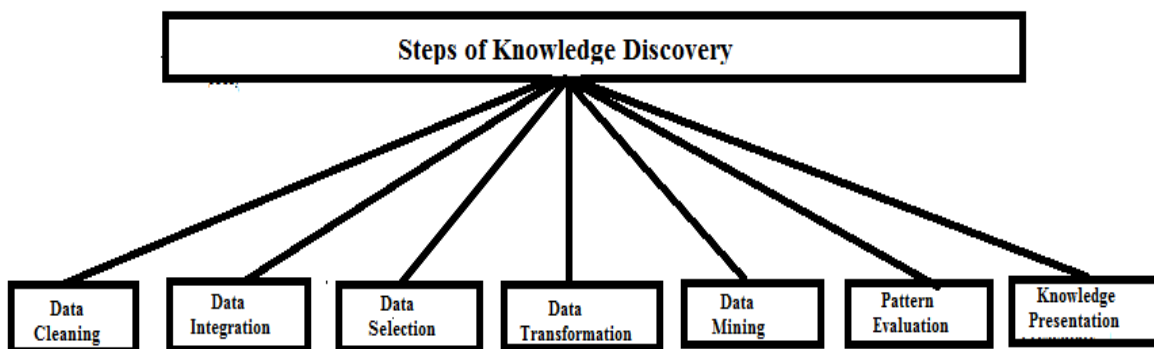 Steps of Knowledge Discovery
Data
Cleaning
Data
Integration
Data
Selection
Data
Transformation
Data
Mining
Pattern
Evaluation
Knowledge
Presentation